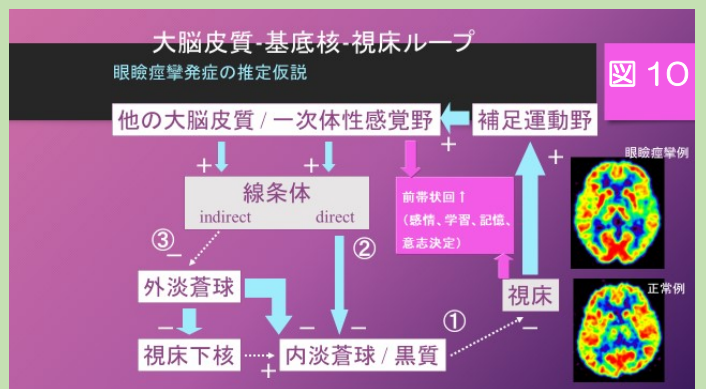 大脳皮質-基底核-視床ループ
眼瞼痙攣発症の推定仮説
図 10
他の大脳皮質 / 一次体性感覚野
補足運動野
+
+
+
+
眼瞼痙攣例
線条体
indirect direct
前帯状回↑
(感情、学習、記憶、
意志決定)
③
−
②
外淡蒼球
視床
正常例
①
−
−
−
−
視床下核
+
内淡蒼球 / 黒質